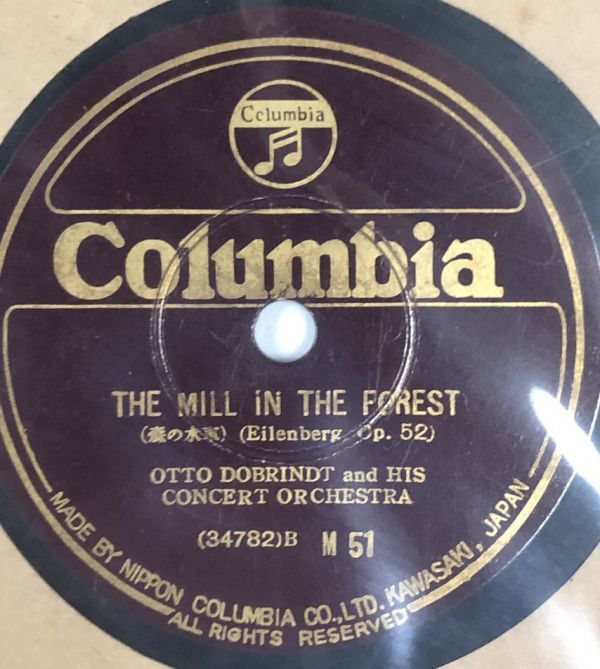 Columbia
Columbia
THE MILL IN THE FOREST
(森の水車) (Eilenberg, Op. 52)
OTTO DOBRINDT and HIS
CONCERT ORCHESTRA
(34782)B M 51
MADE BY NIPPON COLUMBIA CO., LTD. KAWASAKI, JAPAN
ALL RIGHTS RESERVED